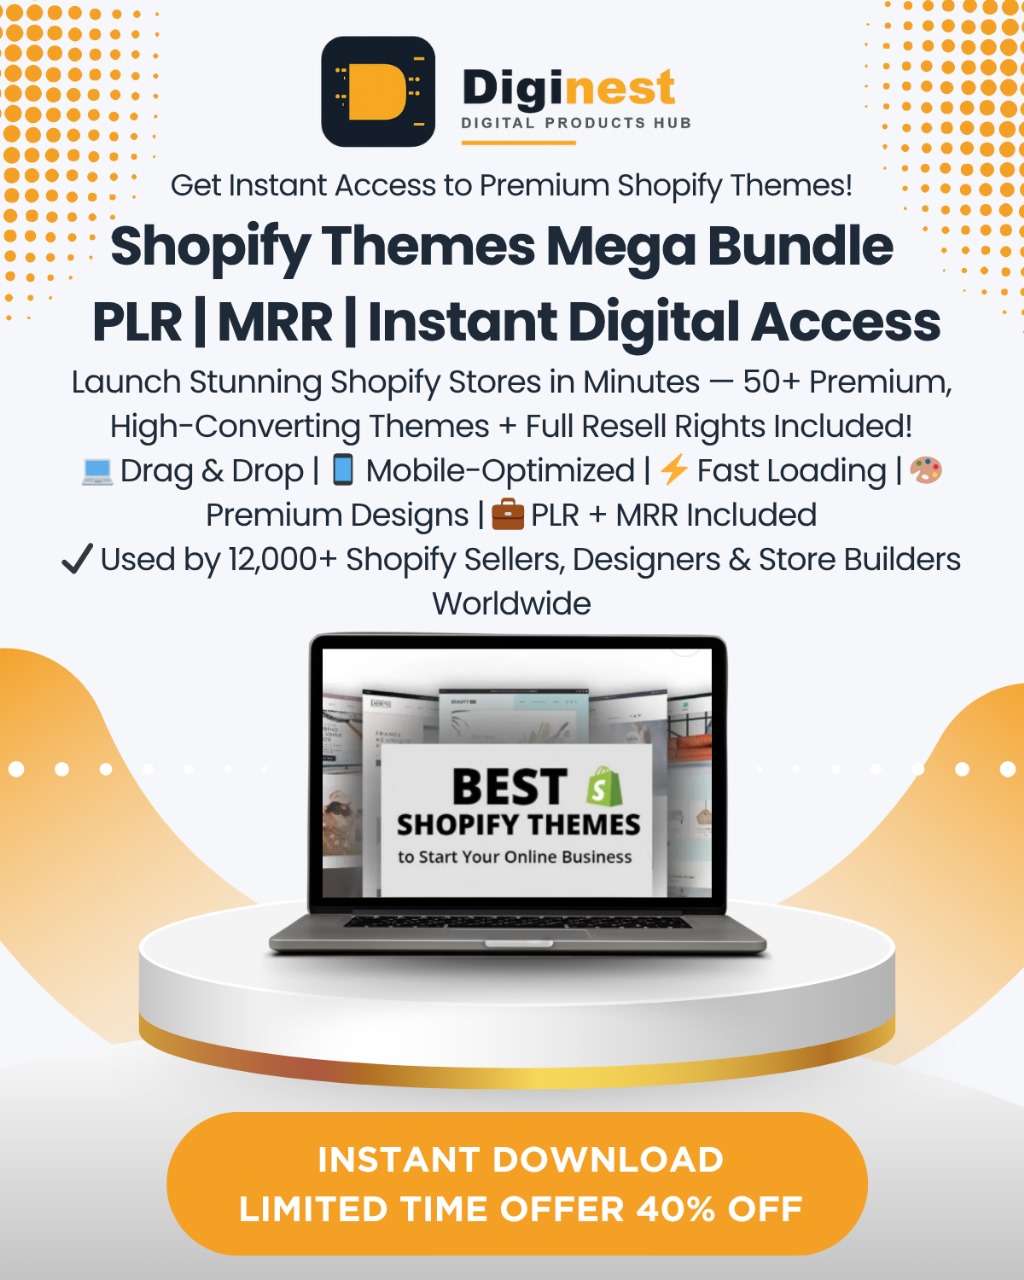 Diginest
DIGITAL PRODUCTS HUB
Get Instant Access to Premium Shopify Themes!
Shopify Themes Mega Bundle
PLR | MRR | Instant Digital Access
Launch Stunning Shopify Stores in Minutes — 50+ Premium,
High-Converting Themes + Full Resell Rights Included!
💻 Drag & Drop | 📱 Mobile-Optimized | ⚡ Fast Loading | 🎨
Premium Designs | 💼 PLR + MRR Included
✔ Used by 12,000+ Shopify Sellers, Designers & Store Builders
Worldwide
BEST
SHOPIFY THEMES
to Start Your Online Business
INSTANT DOWNLOAD
LIMITED TIME OFFER 40% OFF